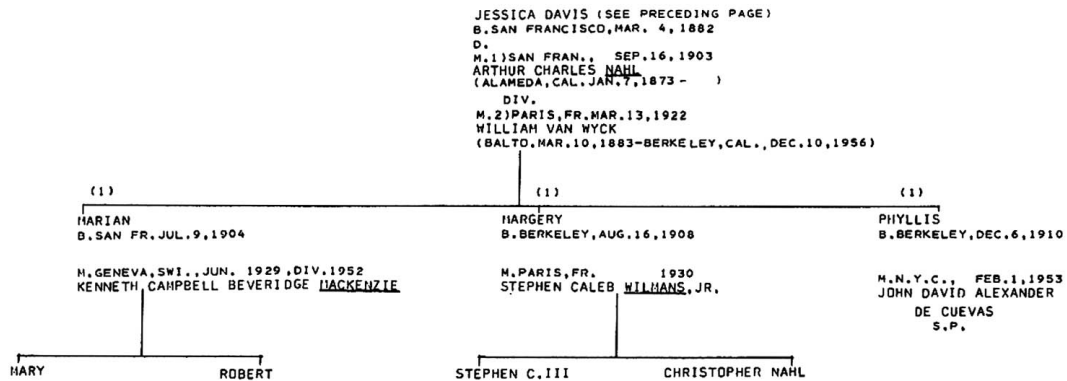 JESSICA DAVIS (SEE PRECEDING PAGE)
B.SAN FRANCISCO,MAR. 4, 1882
D.
M.1)SAN FRAN., SEP.16, 1903
ARTHUR CHARLES NAHL
(ALAMEDA,CAL.JAN.7,1873 - )
DIV.
M.2)PARIS,FR.MAR.13,1922
WILLIAM VAN WYCK
(BALTO.MAR.10,1883-BERKELEY,CAL.,DEC.10,1956)
(1) (1) (1)
MARIAN MARGERY PHYLLIS
B.SAN FR.JUL.9,1904 B.BERKELEY,AUG.16,1908 B.BERKELEY,DEC.6,1910
M.GENEVA,SWI.,JUN. 1929 ,DIV.1952 M.PARIS,FR. 1930 M.N.Y.C., FEB.1,1953
KENNETH CAMPBELL BEVERIDGE MACKENZIE STEPHEN CALEB WILMANS,JR. JOHN DAVID ALEXANDER
DE CUEVAS
S.P.
MARY ROBERT STEPHEN C.III CHRISTOPHER NAHL